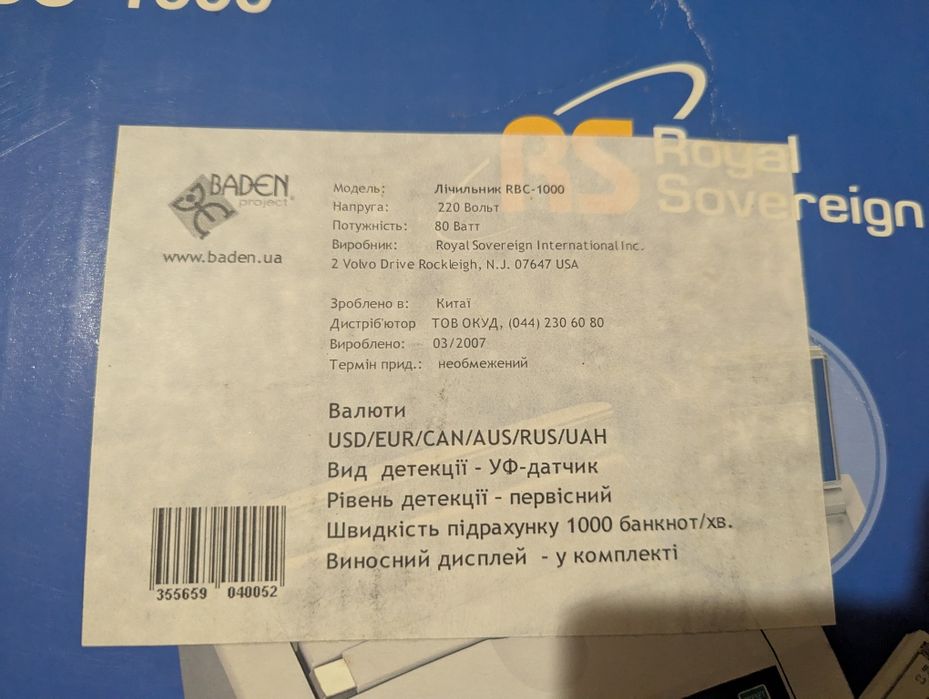 1000
RS Royal
Sovereign
BADEN
project®
www.baden.ua
Модель: Лічильник RBC-1000
Напруга: 220 Вольт
Потужність: 80 Ватт
Виробник: Royal Sovereign International Inc.
2 Volvo Drive Rockleigh, N.J. 07647 USA
Зроблено в: Китаї
Дистріб'ютор ТОВ ОКУД, (044) 230 60 80
Вироблено: 03/2007
Термін прид.: необмежений
Валюти
USD/EUR/CAN/AUS/RUS/UAH
Вид детекції - УФ-датчик
Рівень детекції - первісний
Швидкість підрахунку 1000 банкнот/хв.
Виносний дисплей - у комплекті
355659 040052